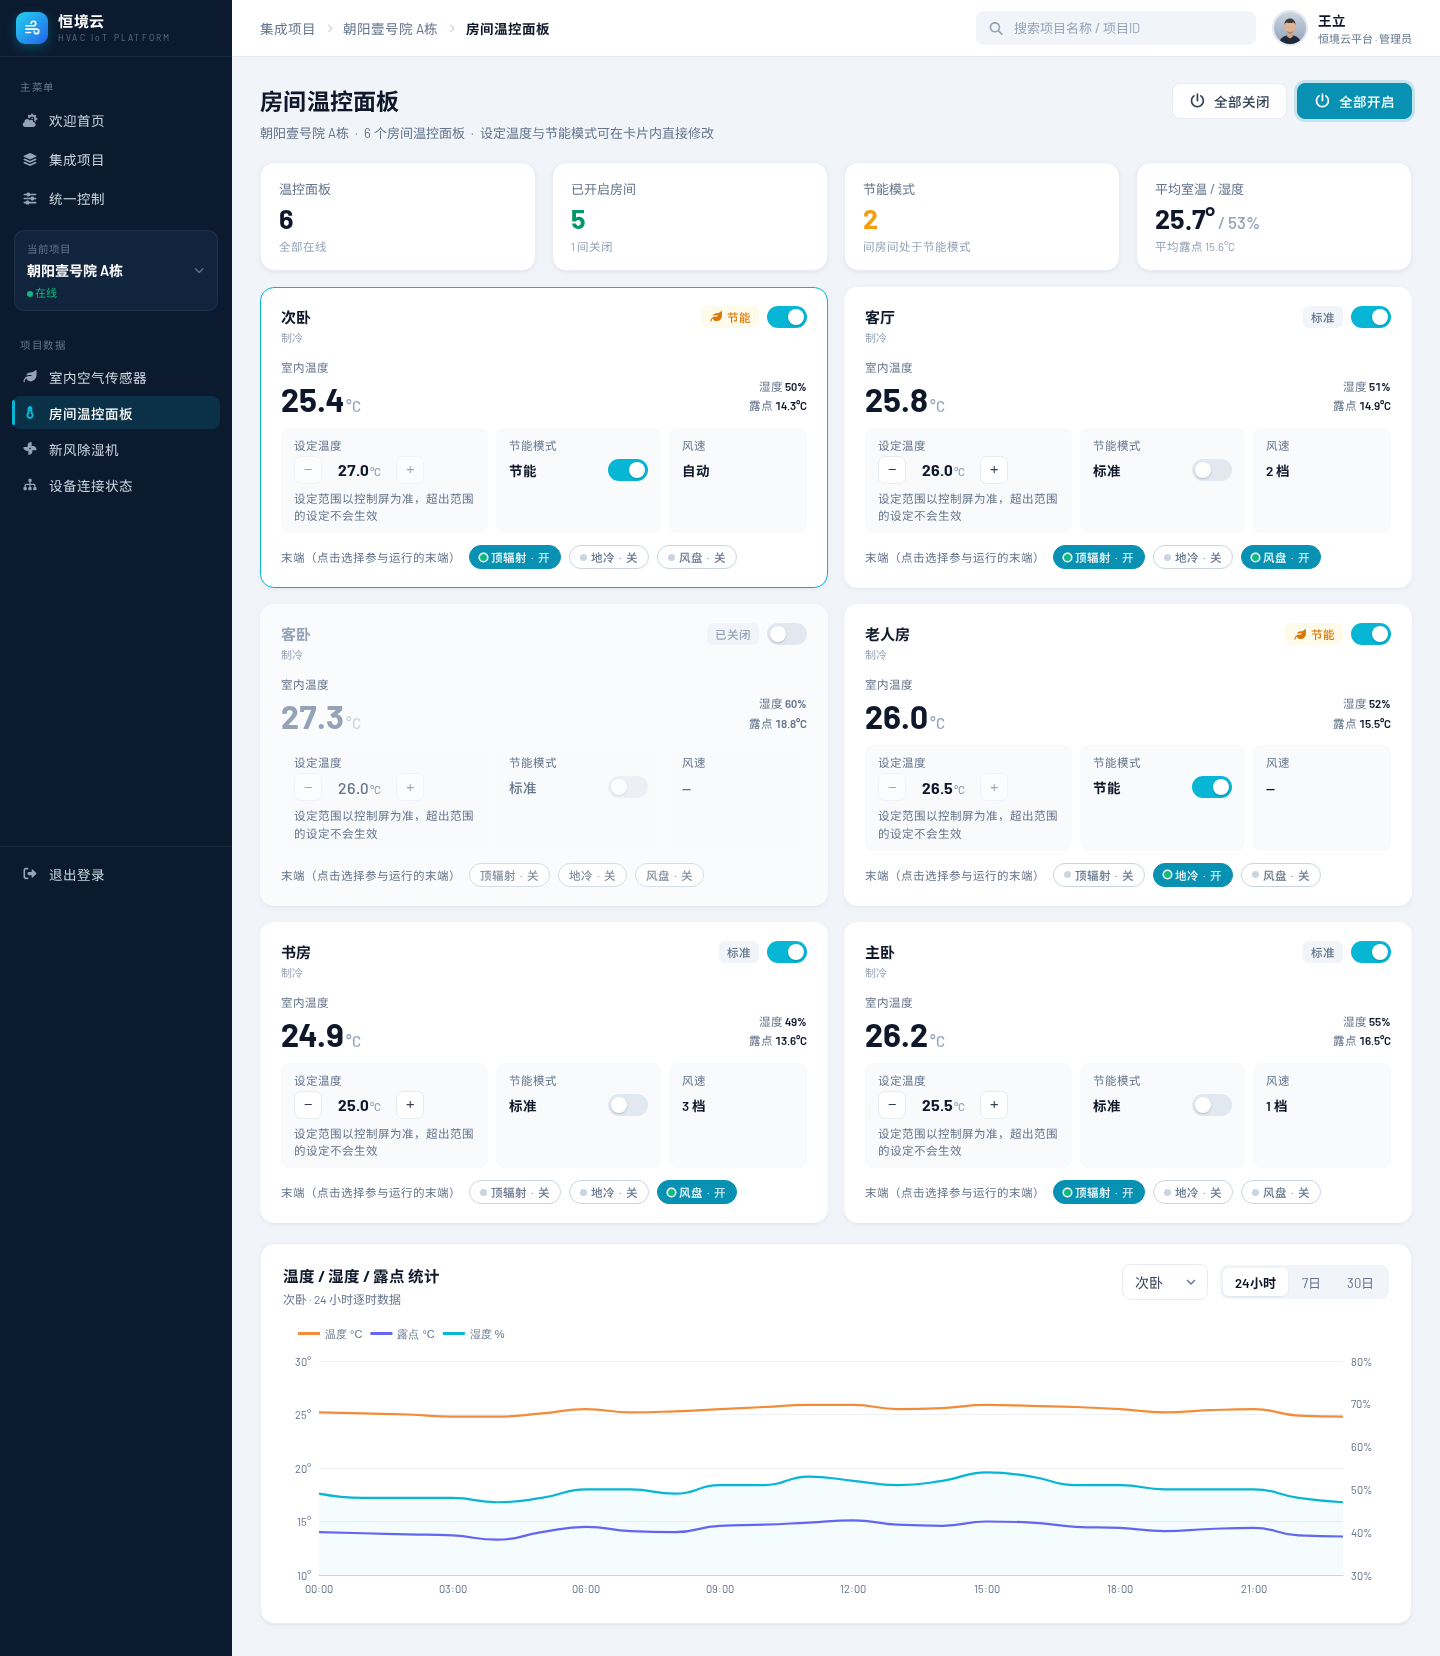 恒境云
HVAC IoT PLATFORM
主菜单
欢迎首页
集成项目
统一控制
当前项目
朝阳壹号院 A栋
在线
项目数据
室内空气传感器
房间温控面板
新风除湿机
设备连接状态
退出登录
集成项目 朝阳壹号院 A栋 房间温控面板
搜索项目名称 / 项目ID
王立
恒境云平台 · 管理员
房间温控面板
朝阳壹号院 A栋 · 6 个房间温控面板 · 设定温度与节能模式可在卡片内直接修改
全部关闭
全部开启
温控面板
6
全部在线
已开启房间
5
1 间关闭
节能模式
2
间房间处于节能模式
平均室温 / 湿度
25.7° / 53%
平均露点 15.6°C
次卧 节能
制冷
室内温度
25.4°C
湿度 50%
露点 14.3°C
设定温度
− 27.0°C +
设定范围以控制屏为准，超出范围
的设定不会生效
节能模式
节能
风速
自动
末端（点击选择参与运行的末端） 顶辐射 · 开 地冷 · 关 风盘 · 关
客厅 标准
制冷
室内温度
25.8°C
湿度 51%
露点 14.9°C
设定温度
− 26.0°C +
设定范围以控制屏为准，超出范围
的设定不会生效
节能模式
标准
风速
2 档
末端（点击选择参与运行的末端） 顶辐射 · 开 地冷 · 关 风盘 · 开
客卧 已关闭
制冷
室内温度
27.3°C
湿度 60%
露点 18.8°C
设定温度
− 26.0°C +
设定范围以控制屏为准，超出范围
的设定不会生效
节能模式
标准
风速
—
末端（点击选择参与运行的末端） 顶辐射 · 关 地冷 · 关 风盘 · 关
老人房 节能
制冷
室内温度
26.0°C
湿度 52%
露点 15.5°C
设定温度
− 26.5°C +
设定范围以控制屏为准，超出范围
的设定不会生效
节能模式
节能
风速
—
末端（点击选择参与运行的末端） 顶辐射 · 关 地冷 · 开 风盘 · 关
书房 标准
制冷
室内温度
24.9°C
湿度 49%
露点 13.6°C
设定温度
− 25.0°C +
设定范围以控制屏为准，超出范围
的设定不会生效
节能模式
标准
风速
3 档
末端（点击选择参与运行的末端） 顶辐射 · 关 地冷 · 关 风盘 · 开
主卧 标准
制冷
室内温度
26.2°C
湿度 55%
露点 16.5°C
设定温度
− 25.5°C +
设定范围以控制屏为准，超出范围
的设定不会生效
节能模式
标准
风速
1 档
末端（点击选择参与运行的末端） 顶辐射 · 开 地冷 · 关 风盘 · 关
温度 / 湿度 / 露点 统计
次卧 · 24 小时逐时数据
次卧
24小时 7日 30日
温度 °C 露点 °C 湿度 %
30°
25°
20°
15°
10°
80%
70%
60%
50%
40%
30%
00:00 03:00 06:00 09:00 12:00 15:00 18:00 21:00